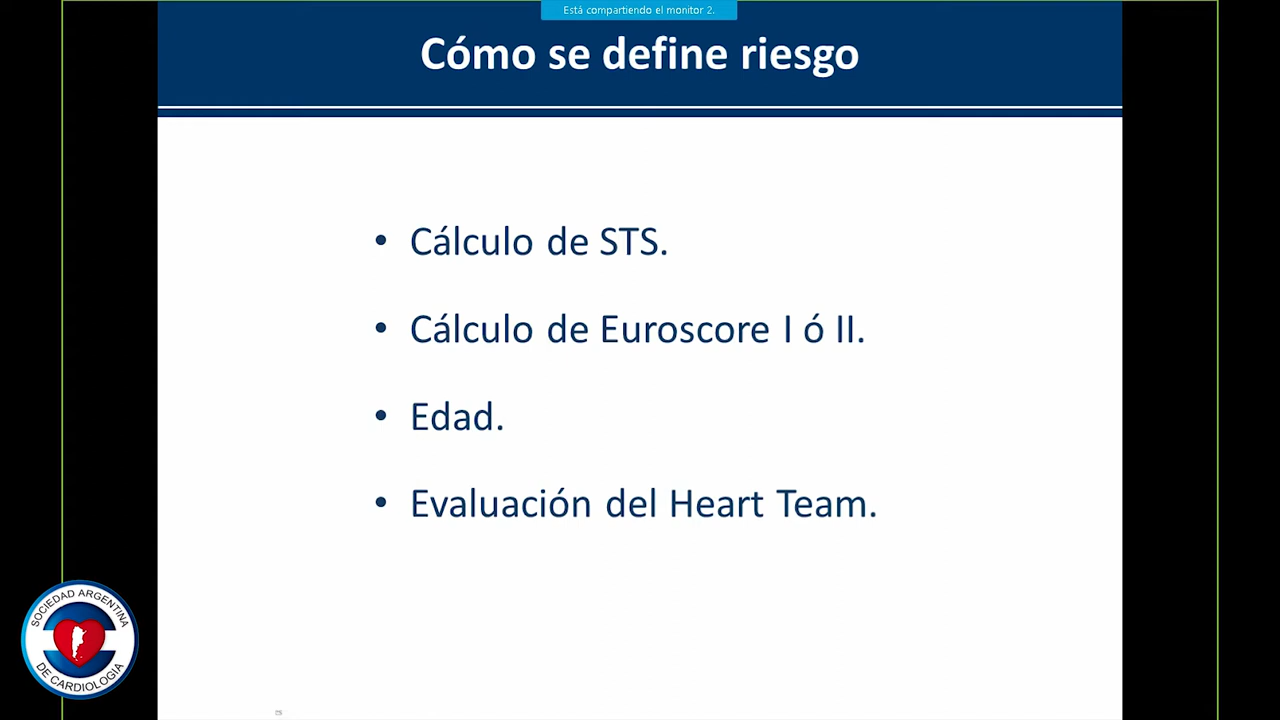 Está compartiendo el monitor 2.
Cómo se define riesgo
• Cálculo de STS.
• Cálculo de Euroscore I ó II.
• Edad.
• Evaluación del Heart Team.
SOCIEDAD ARGENTINA
DE CARDIOLOGÍA